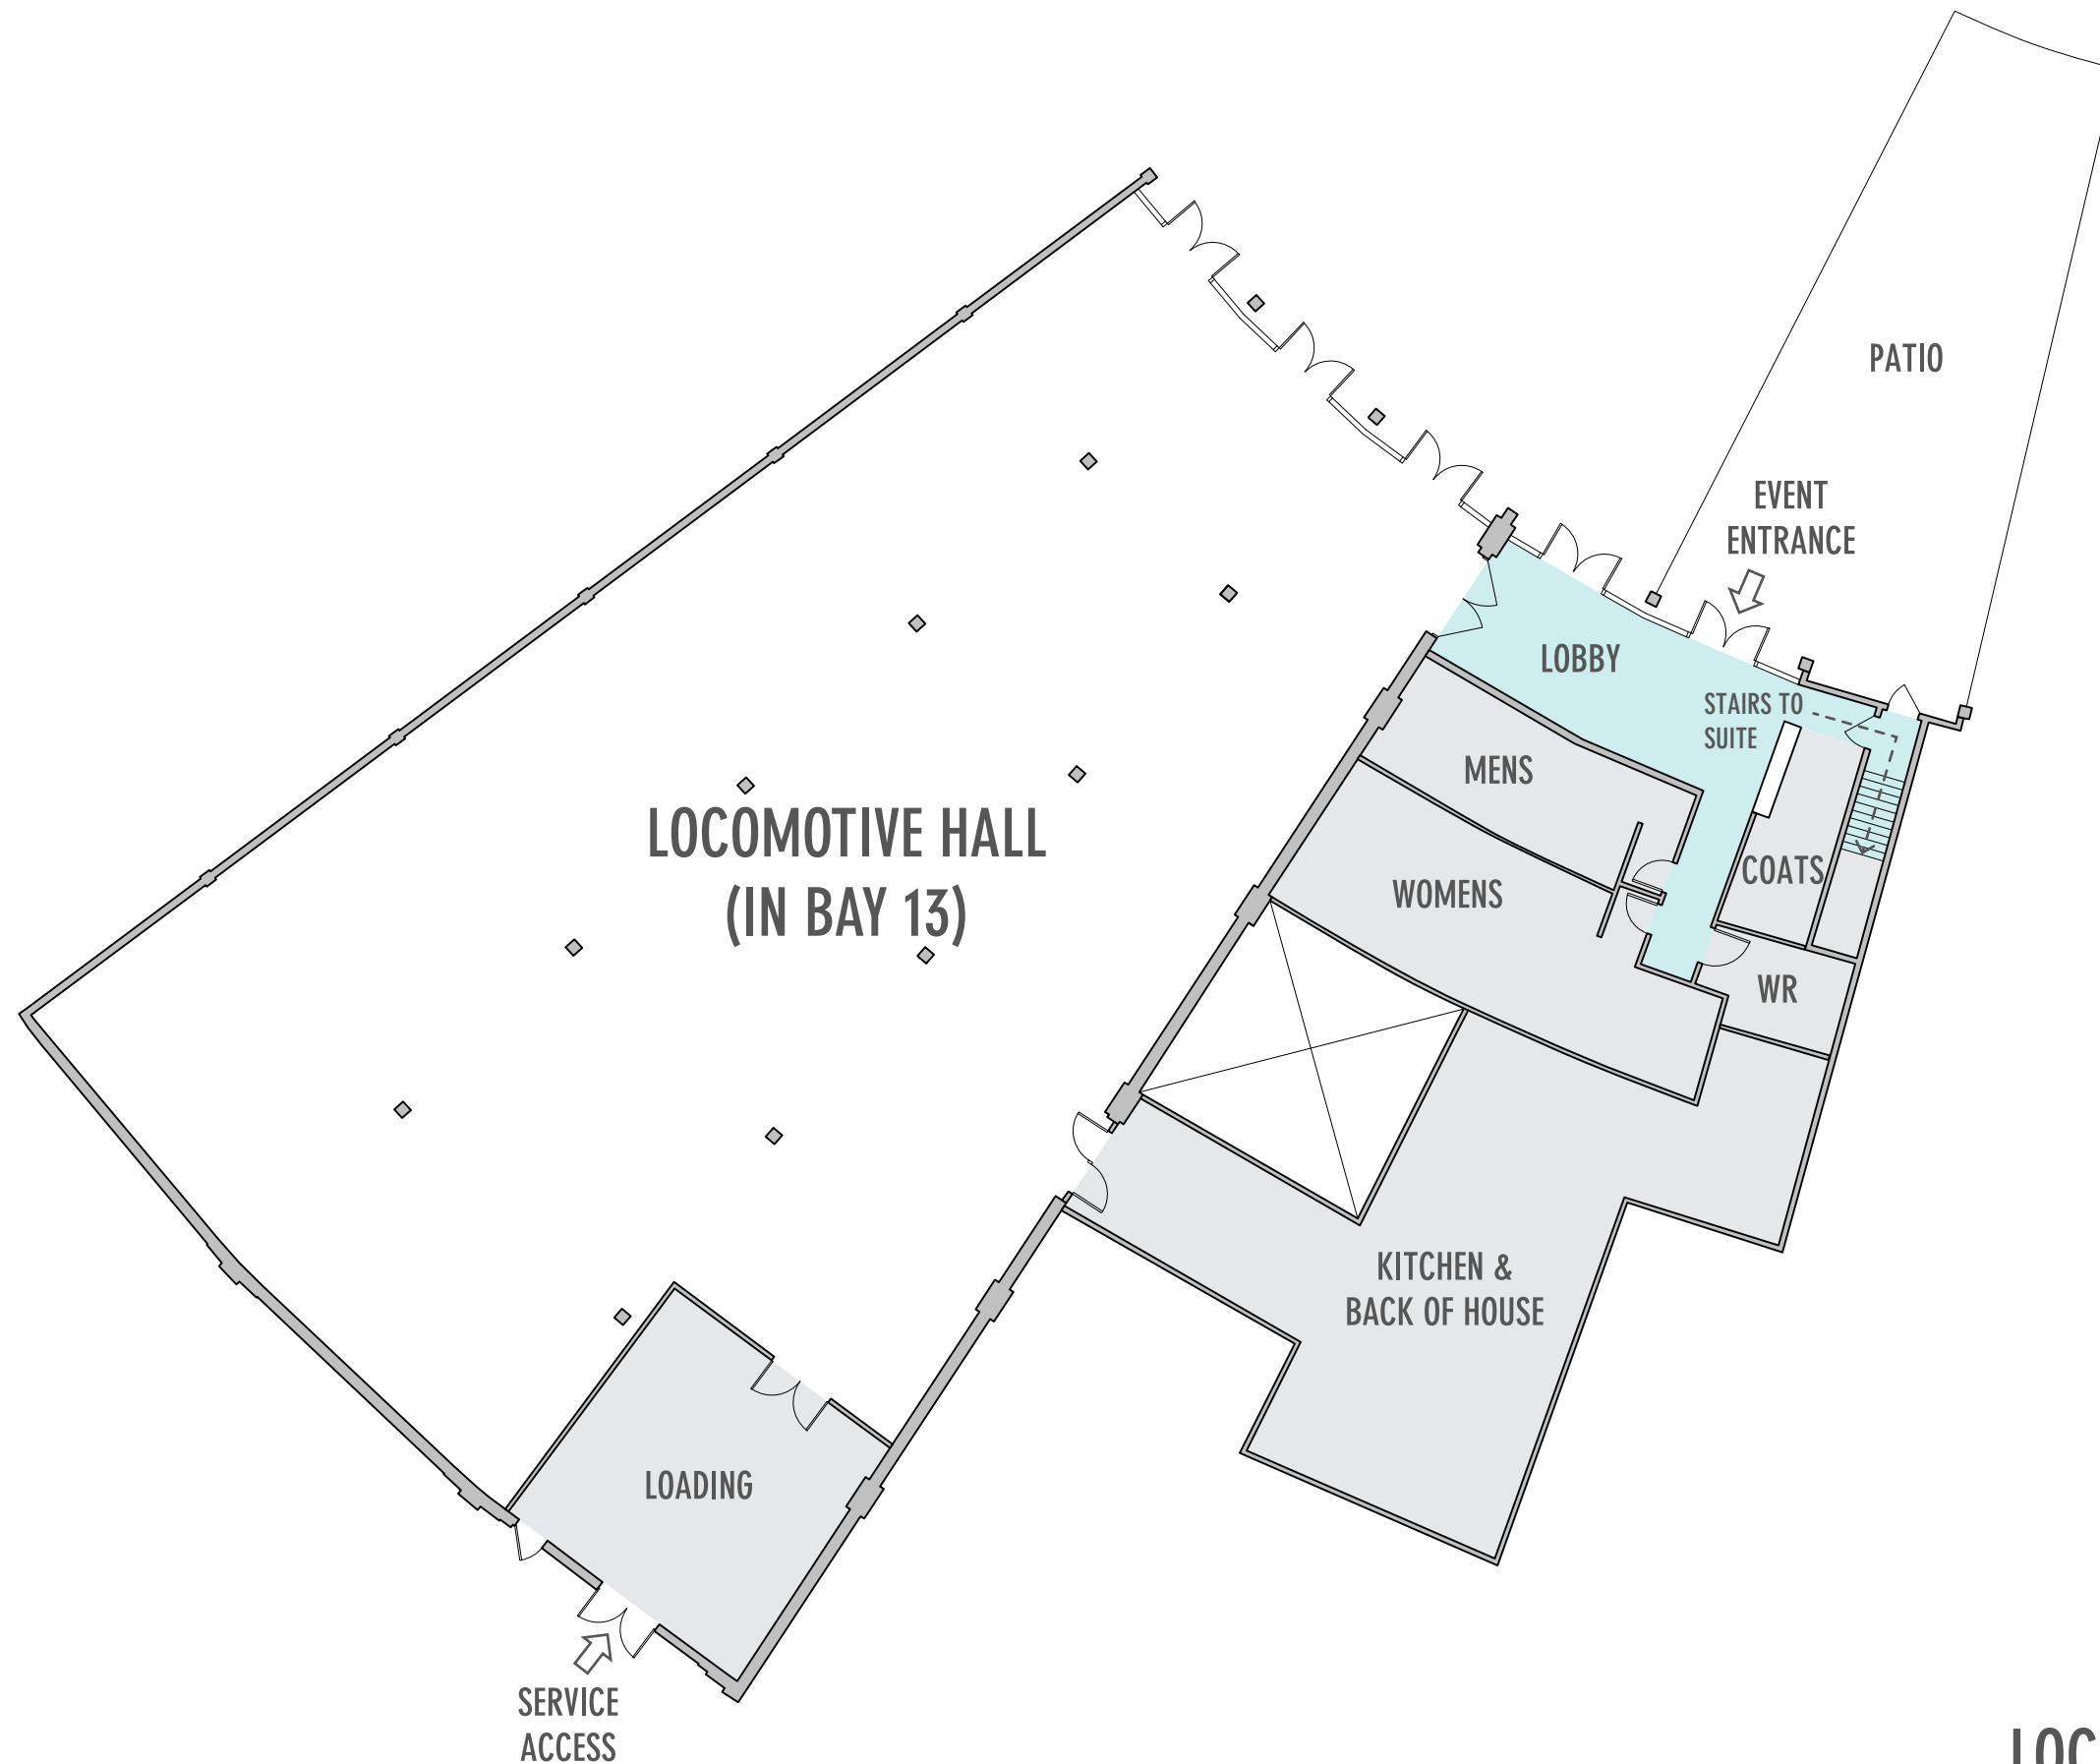 PATIO
EVENT
ENTRANCE
LOBBY
STAIRS TO
SUITE
MENS
LOCOMOTIVE HALL
(IN BAY 13)
COATS
WOMENS
WR
KITCHEN &
BACK OF HOUSE
LOADING
SERVICE
ACCESS